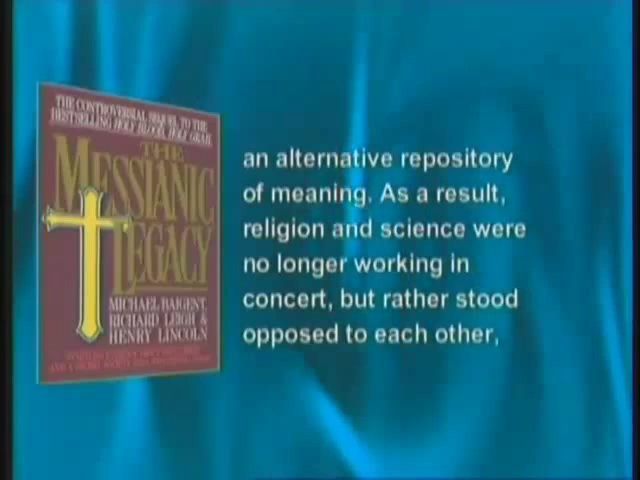 THE CONTROVERSIAL SEQUEL TO THE
BESTSELLING HOLY BLOOD, HOLY GRAIL
THE
MESSIANIC
LEGACY
MICHAEL BAIGENT,
RICHARD LEIGH &
HENRY LINCOLN
an alternative repository
of meaning. As a result,
religion and science were
no longer working in
concert, but rather stood
opposed to each other,